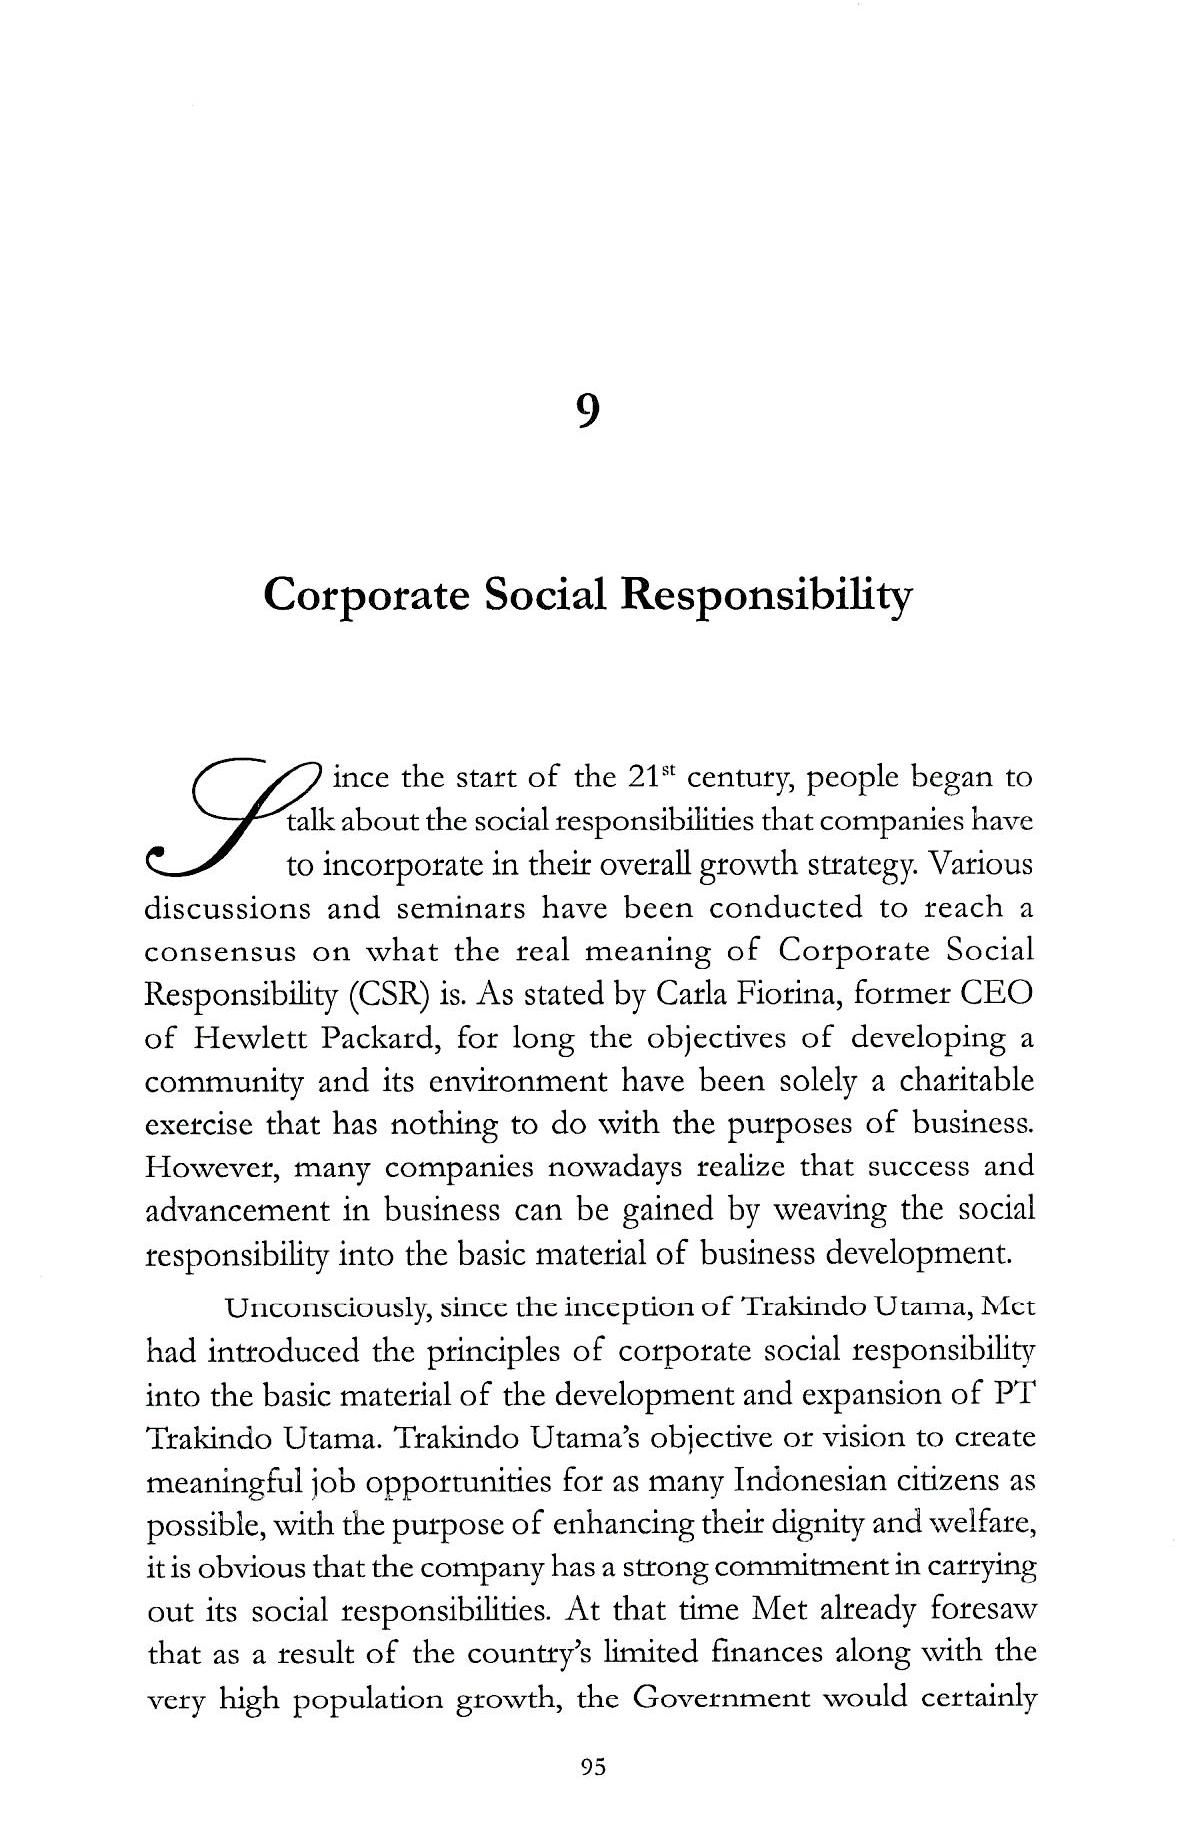 9
Corporate Social Responsibility
Since the start of the 21st century, people began to
talk about the social responsibilities that companies have
to incorporate in their overall growth strategy. Various
discussions and seminars have been conducted to reach a
consensus on what the real meaning of Corporate Social
Responsibility (CSR) is. As stated by Carla Fiorina, former CEO
of Hewlett Packard, for long the objectives of developing a
community and its environment have been solely a charitable
exercise that has nothing to do with the purposes of business.
However, many companies nowadays realize that success and
advancement in business can be gained by weaving the social
responsibility into the basic material of business development.
Unconsciously, since the inception of Trakindo Utama, Met
had introduced the principles of corporate social responsibility
into the basic material of the development and expansion of PT
Trakindo Utama. Trakindo Utama's objective or vision to create
meaningful job opportunities for as many Indonesian citizens as
possible, with the purpose of enhancing their dignity and welfare,
it is obvious that the company has a strong commitment in carrying
out its social responsibilities. At that time Met already foresaw
that as a result of the country's limited finances along with the
very high population growth, the Government would certainly
95